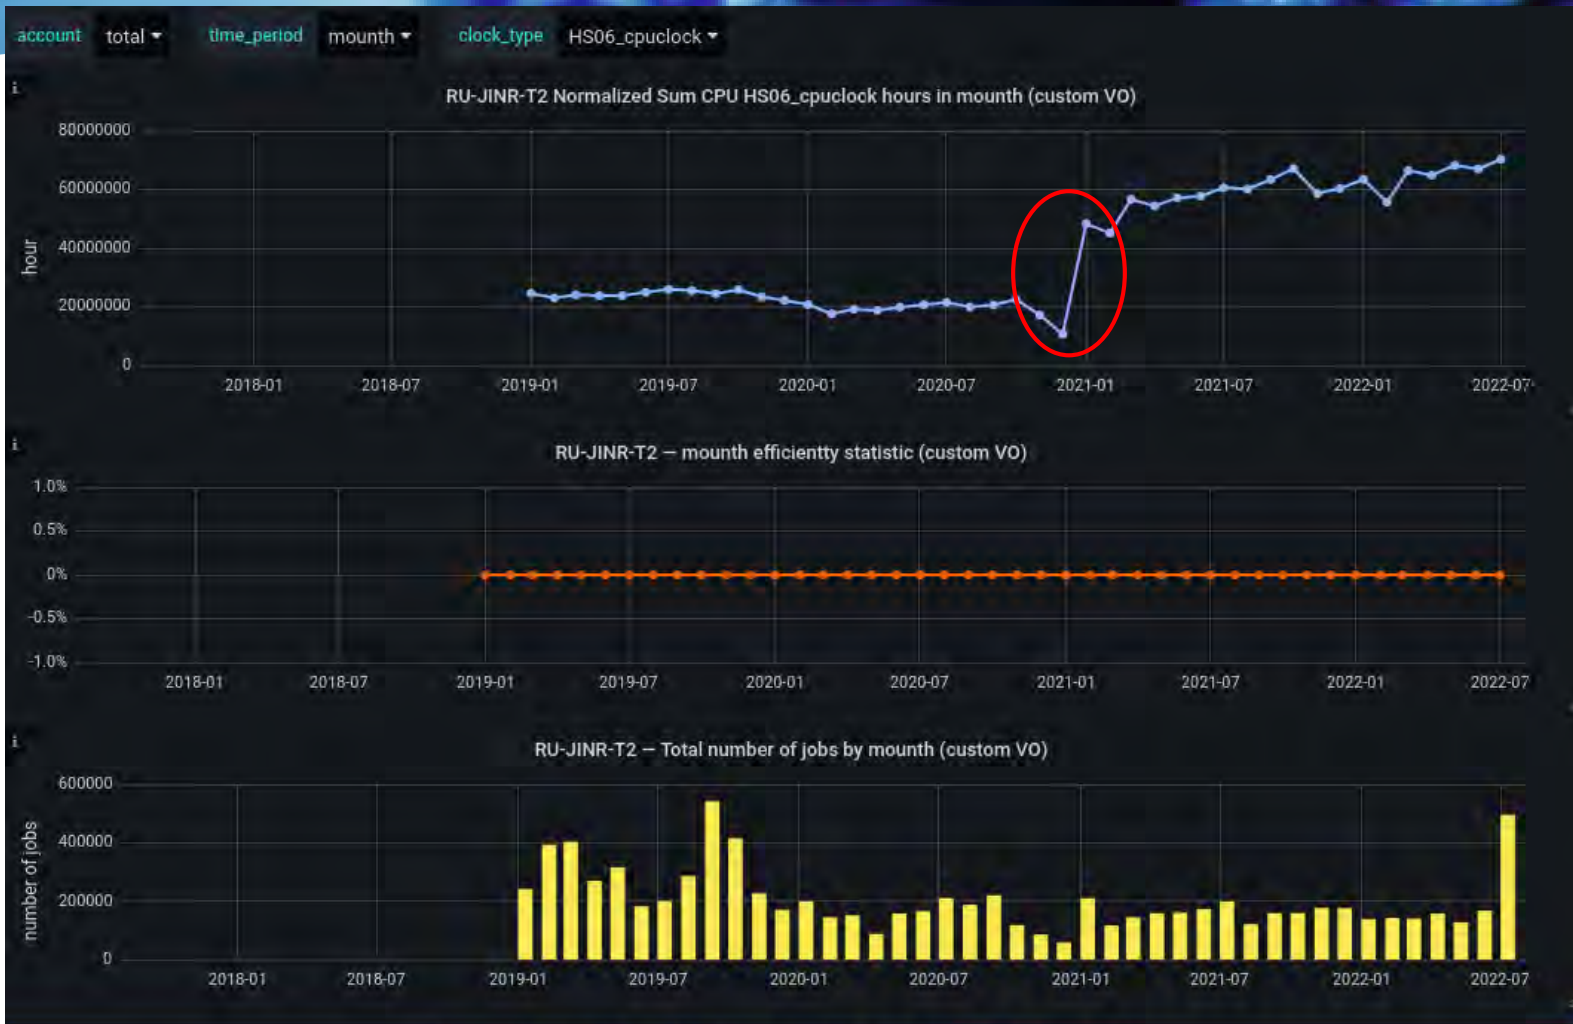 account total time_period mounth clock_type HS06_cpuclock
i
RU-JINR-T2 Normalized Sum CPU HS06_cpuclock hours in mounth (custom VO)
80000000
60000000
40000000
20000000
0
hour
2018-01 2018-07 2019-01 2019-07 2020-01 2020-07 2021-01 2021-07 2022-01 2022-07
i
RU-JINR-T2 — mounth efficientty statistic (custom VO)
1.0%
0.5%
0%
-0.5%
-1.0%
2018-01 2018-07 2019-01 2019-07 2020-01 2020-07 2021-01 2021-07 2022-01 2022-07
i
RU-JINR-T2 — Total number of jobs by mounth (custom VO)
600000
400000
200000
0
number of jobs
2018-01 2018-07 2019-01 2019-07 2020-01 2020-07 2021-01 2021-07 2022-01 2022-07